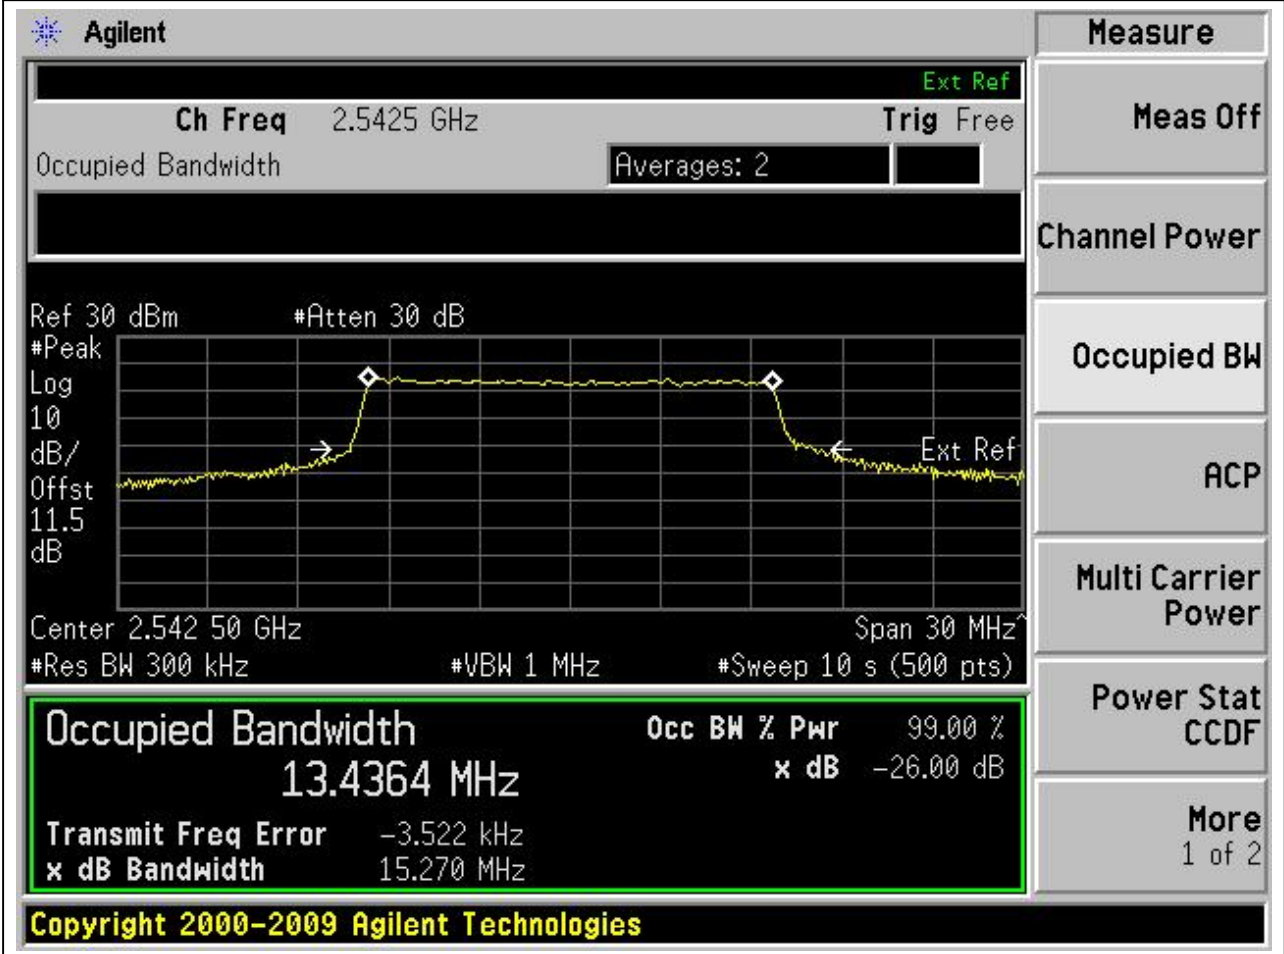 Agilent
Measure
Ext Ref
Ch Freq 2.5425 GHz Trig Free
Occupied Bandwidth Averages: 2
Ref 30 dBm #Atten 30 dB
#Peak
Log
10
dB/
Offst
11.5
dB
Ext Ref
Center 2.542 50 GHz Span 30 MHz^
#Res BW 300 kHz #VBW 1 MHz #Sweep 10 s (500 pts)
Occupied Bandwidth Occ BW % Pwr 99.00 %
13.4364 MHz x dB -26.00 dB
Transmit Freq Error -3.522 kHz
x dB Bandwidth 15.270 MHz
Copyright 2000-2009 Agilent Technologies
Meas Off
Channel Power
Occupied BW
ACP
Multi Carrier
Power
Power Stat
CCDF
More
1 of 2